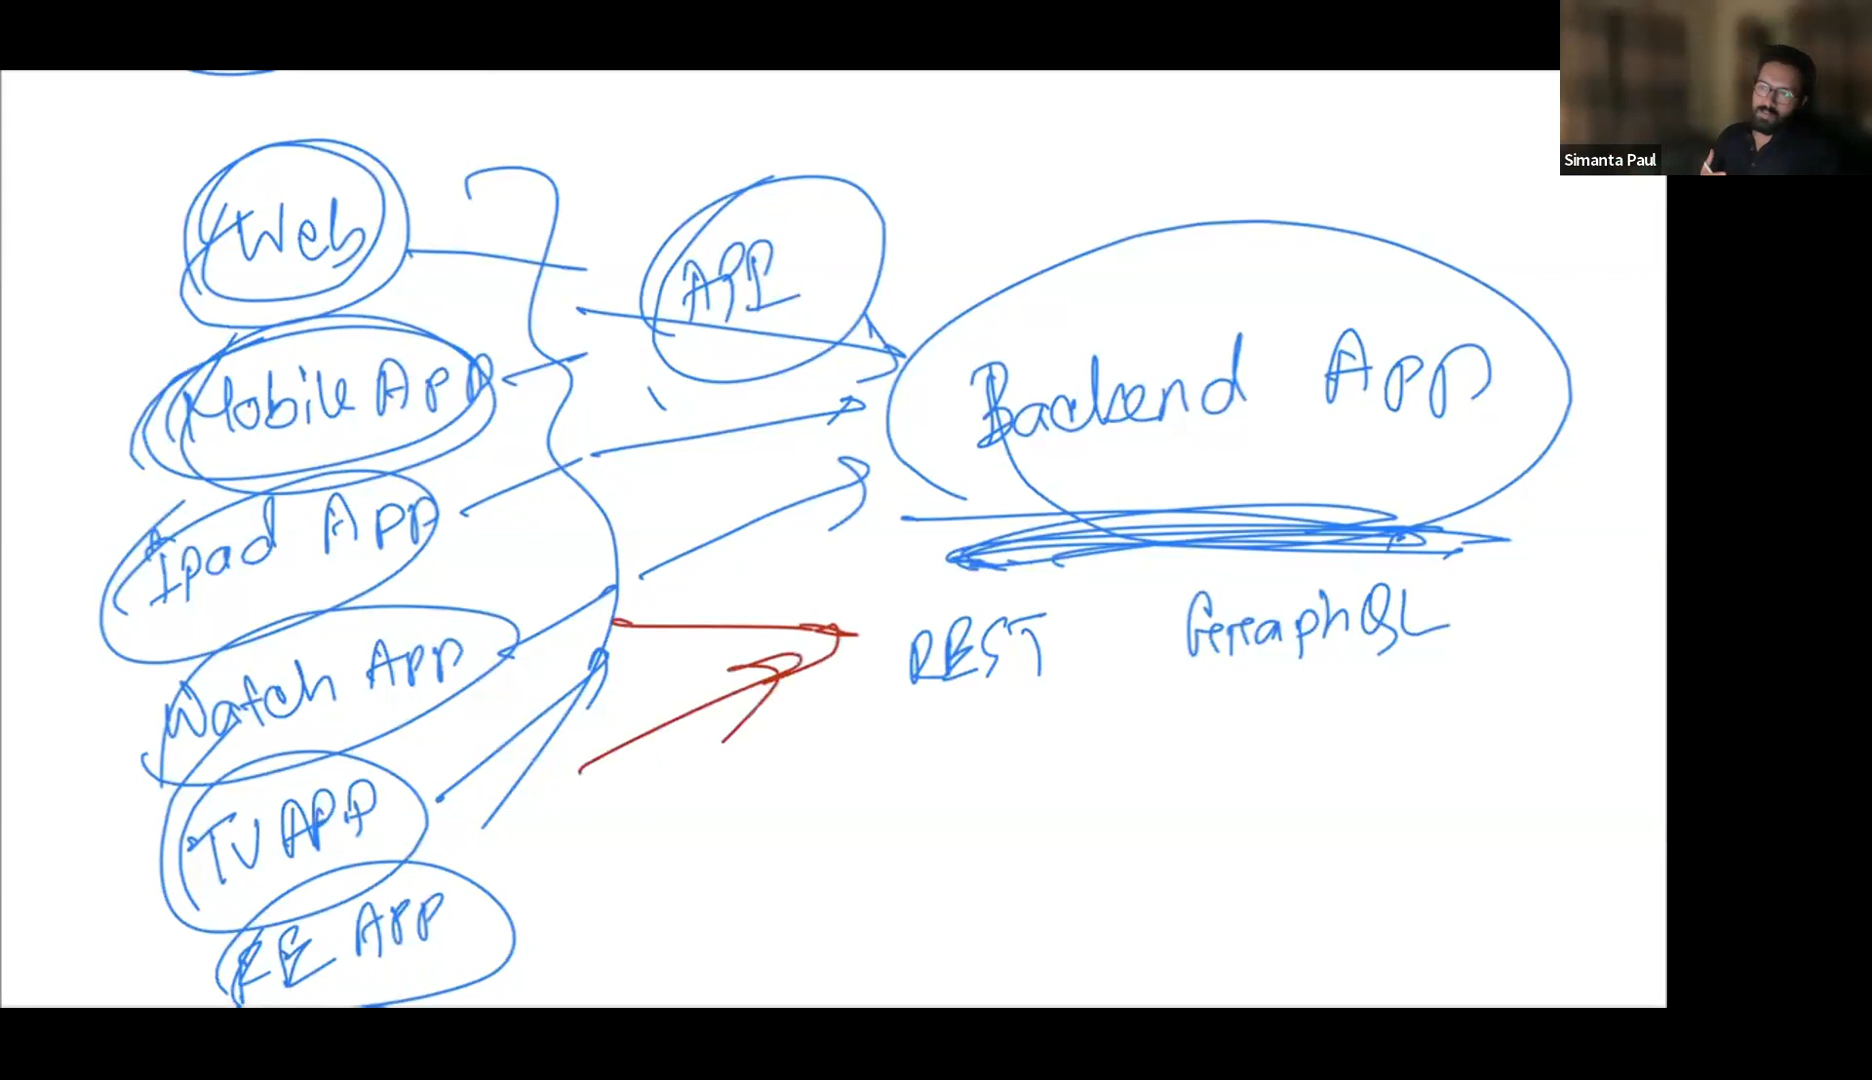 Simanta Paul
Web
API
Mobile App
Backend App
Ipad App
REST
GraphQL
Watch App
TV APP
FE APP